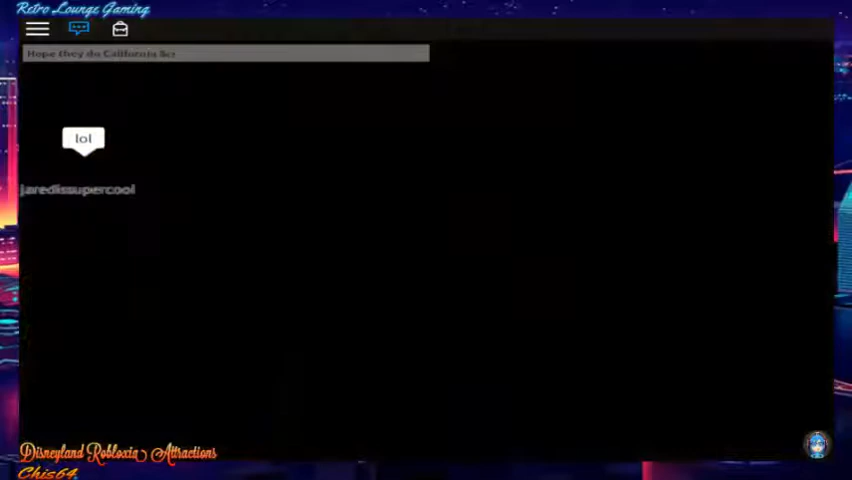 Retro Lounge Gaming
Hope they do California
lol
jaredissupercool
Disneyland Robloxia Attractions
Chis64